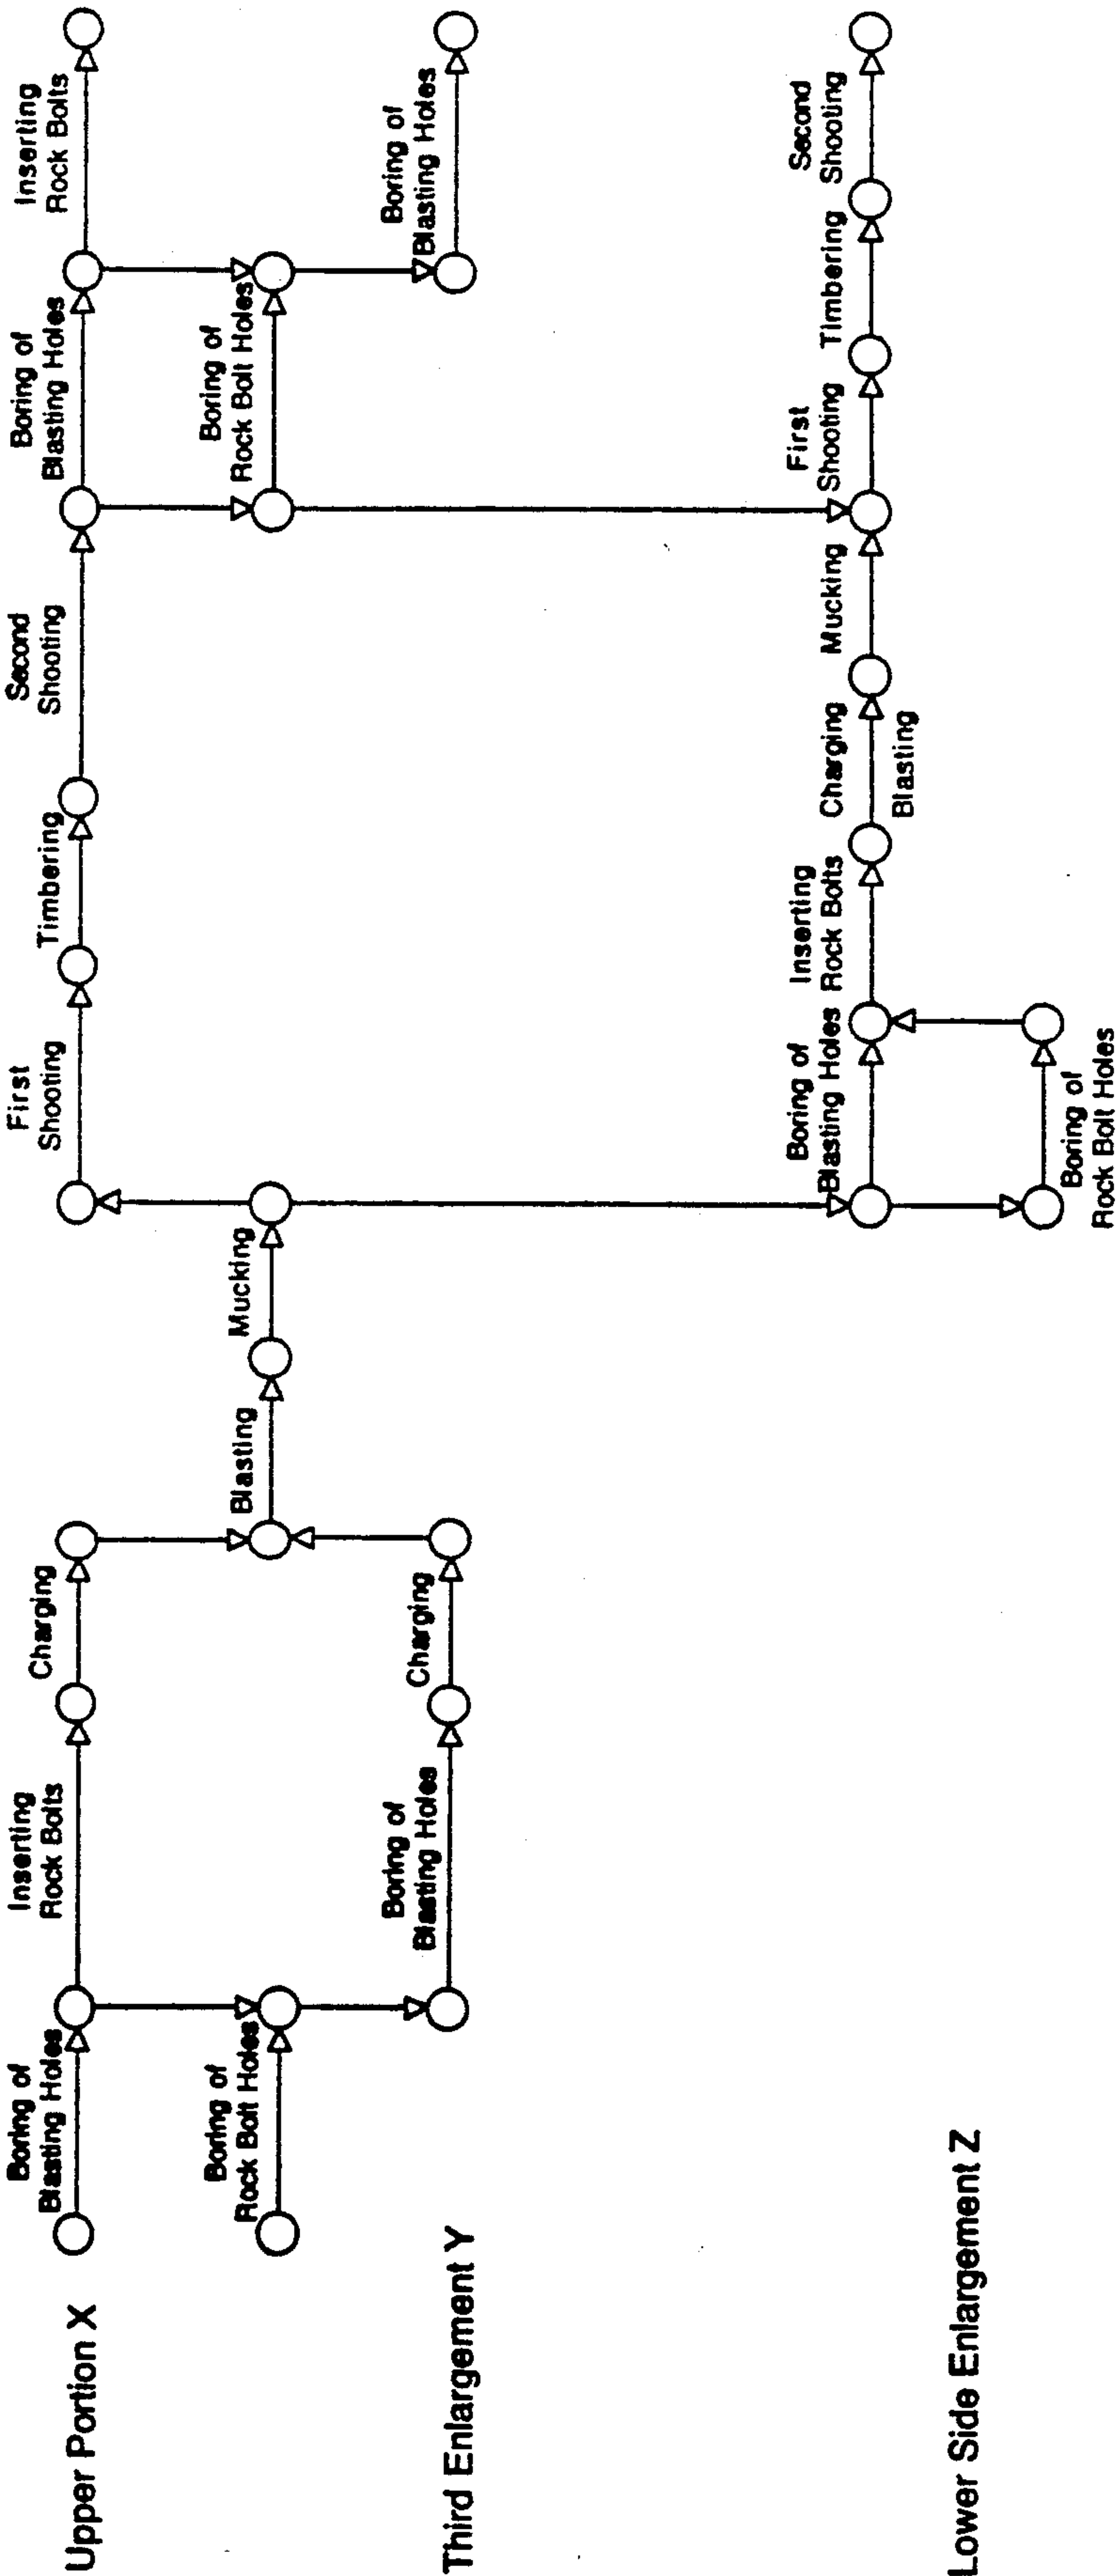 Upper Portion X
Boring of
Blasting Holes
Inserting
Rock Bolts
Charging
First
Shooting
Timbering
Second
Shooting
Boring of
Blasting Holes
Inserting
Rock Bolts
Boring of
Rock Bolt Holes
Blasting
Mucking
Boring of
Rock Bolt Holes
Third Enlargement Y
Boring of
Blasting Holes
Charging
Boring of
Blasting Holes
Lower Side Enlargement Z
Boring of
Blasting Holes
Inserting
Rock Bolts
Charging
Blasting
Mucking
First
Shooting
Timbering
Second
Shooting
Boring of
Rock Bolt Holes